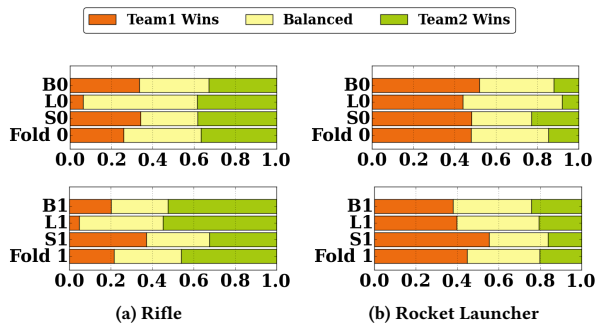 Team1 Wins Balanced Team2 Wins
B0
L0
S0
Fold 0
0.0 0.2 0.4 0.6 0.8 1.0
B0
L0
S0
Fold 0
0.0 0.2 0.4 0.6 0.8 1.0
B1
L1
S1
Fold 1
0.0 0.2 0.4 0.6 0.8 1.0
B1
L1
S1
Fold 1
0.0 0.2 0.4 0.6 0.8 1.0
(a) Rifle
(b) Rocket Launcher